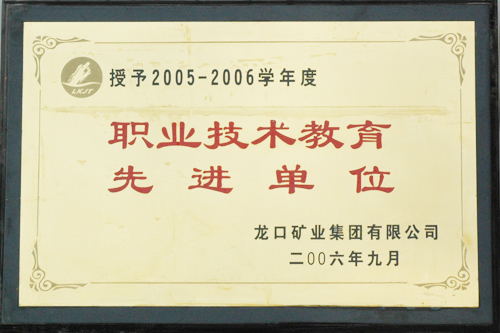 LKJT
授予2005-2006学年度
职业技术教育
先进单位
龙口矿业集团有限公司
二00六年九月